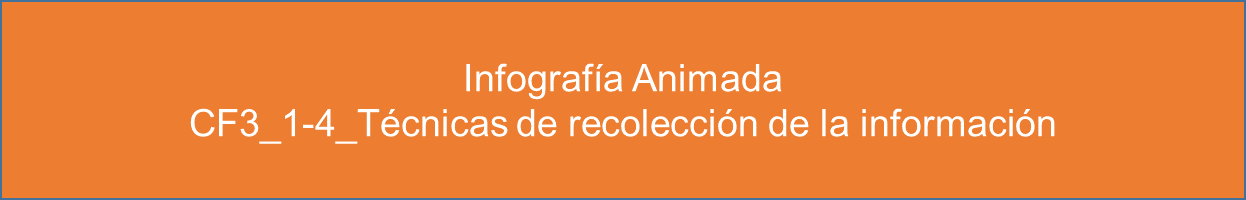 Infografía Animada
CF3_1-4_Técnicas de recolección de la información